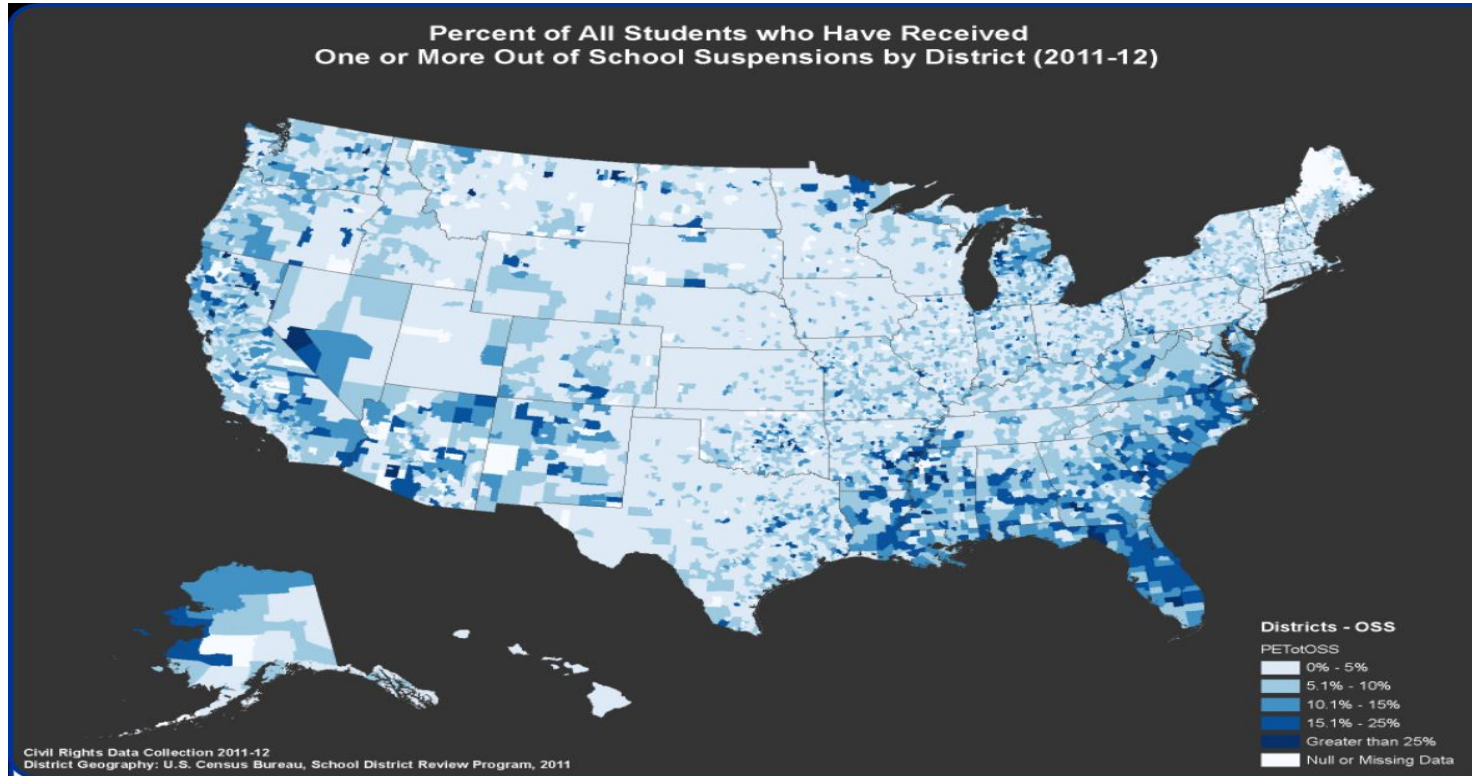 Percent of All Students who Have Received
One or More Out of School Suspensions by District (2011-12)
Districts - OSS
PETotOSS
0% - 5%
5.1% - 10%
10.1% - 15%
15.1% - 25%
Greater than 25%
Null or Missing Data
Civil Rights Data Collection 2011-12
District Geography: U.S. Census Bureau, School District Review Program, 2011